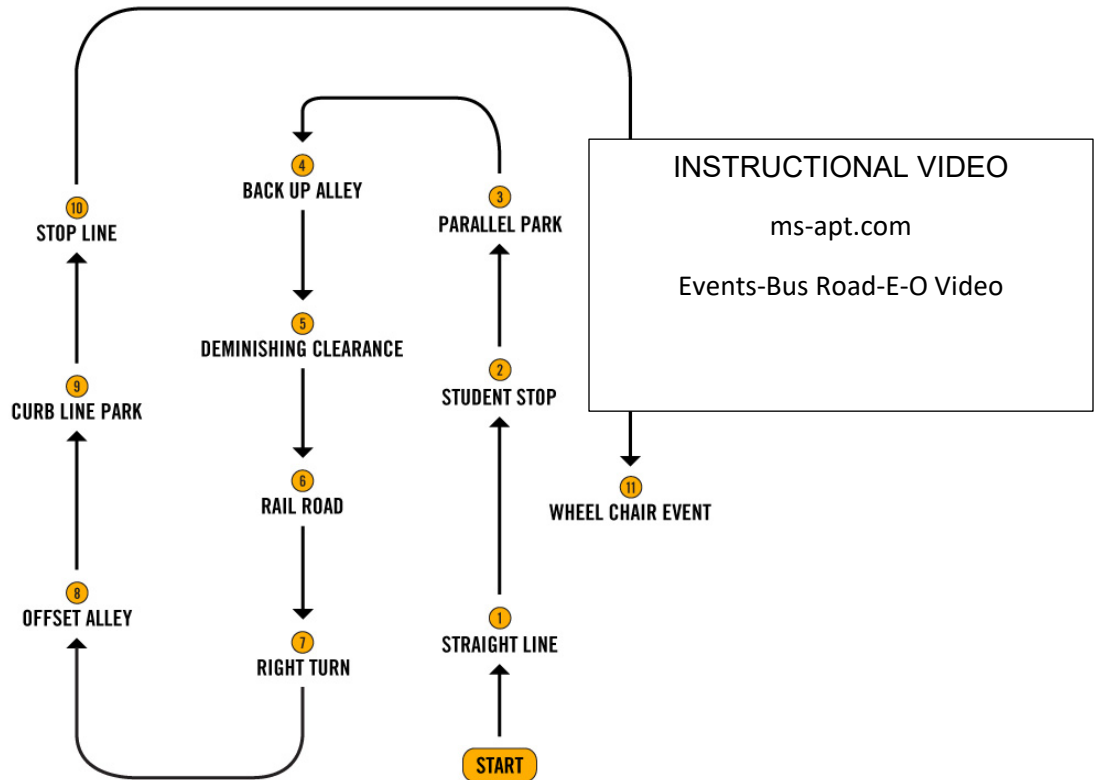 INSTRUCTIONAL VIDEO
ms-apt.com
Events-Bus Road-E-O Video
START
1
STRAIGHT LINE
2
STUDENT STOP
3
PARALLEL PARK
4
BACK UP ALLEY
5
DEMINISHING CLEARANCE
6
RAIL ROAD
7
RIGHT TURN
8
OFFSET ALLEY
9
CURB LINE PARK
10
STOP LINE
11
WHEEL CHAIR EVENT